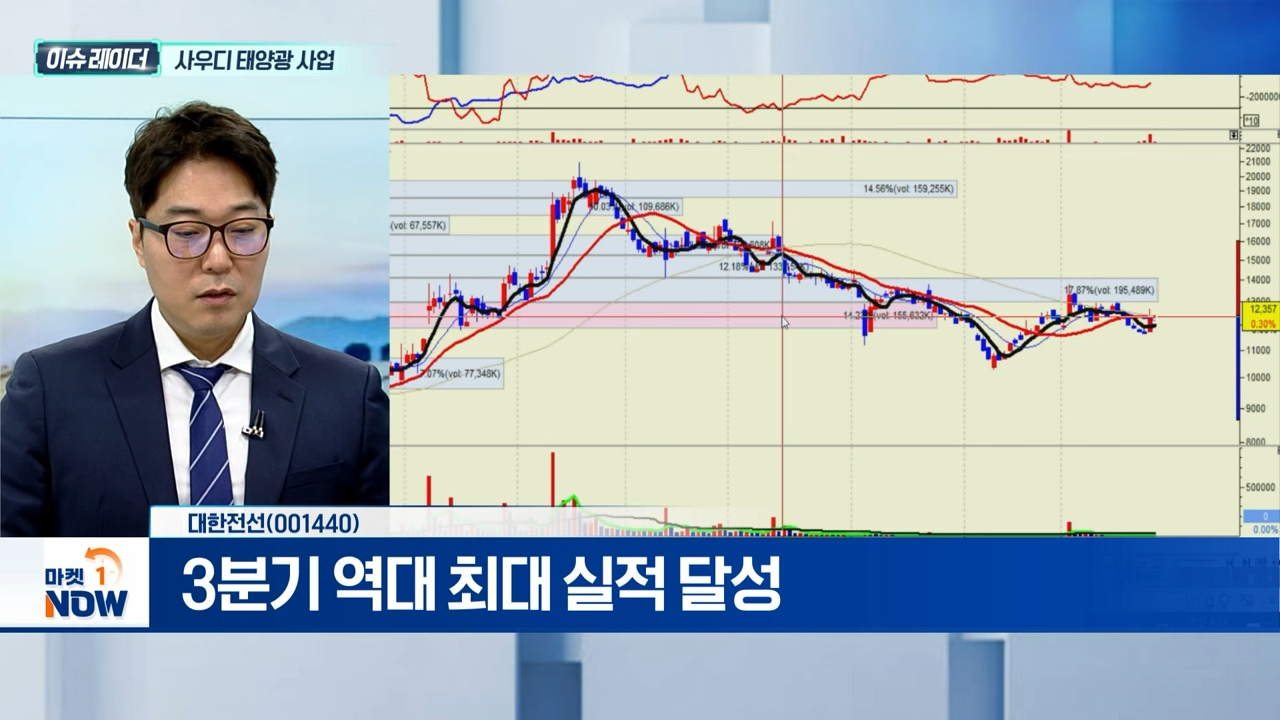 이슈 레이더 사우디 태양광 사업
-2000000
*10
22000
21000
20000
19000
18000
17000
16000
15000
14000
13000
12,357
0.30%
11000
10000
9000
8000
14.56%(vol: 159,255K)
(vol: 109,686K)
(vol: 67,557K)
12.18%
17.87%(vol: 195,489K)
(vol: 155,632K)
7.07%(vol: 77,348K)
500000
0
0.00%
대한전선(001440)
마켓 1
NOW
3분기 역대 최대 실적 달성